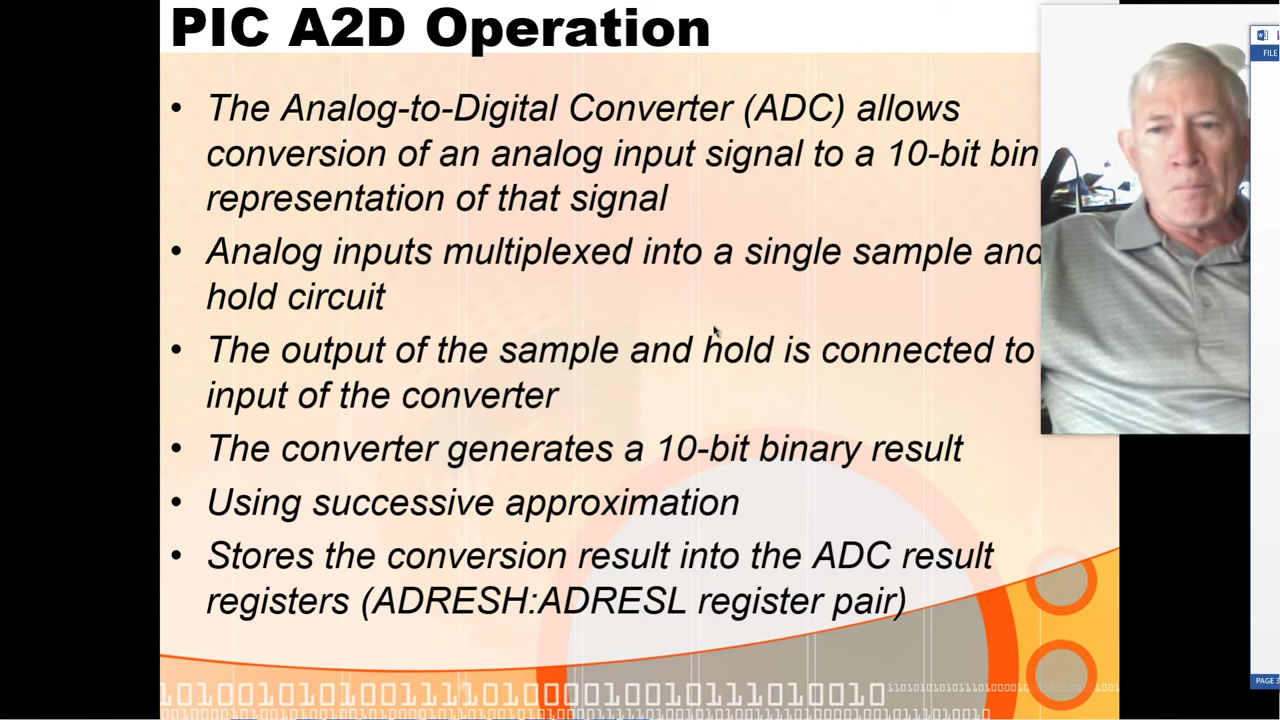 PIC A2D Operation
• The Analog-to-Digital Converter (ADC) allows
conversion of an analog input signal to a 10-bit bin
representation of that signal
• Analog inputs multiplexed into a single sample and
hold circuit
• The output of the sample and hold is connected to
input of the converter
• The converter generates a 10-bit binary result
• Using successive approximation
• Stores the conversion result into the ADC result
registers (ADRESH:ADRESL register pair)
FILE
PAGE 3